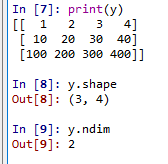 In [7]: print(y)
[[  1   2   3   4]
 [ 10  20  30  40]
 [100 200 300 400]]
In [8]: y.shape
Out[8]: (3, 4)
In [9]: y.ndim
Out[9]: 2